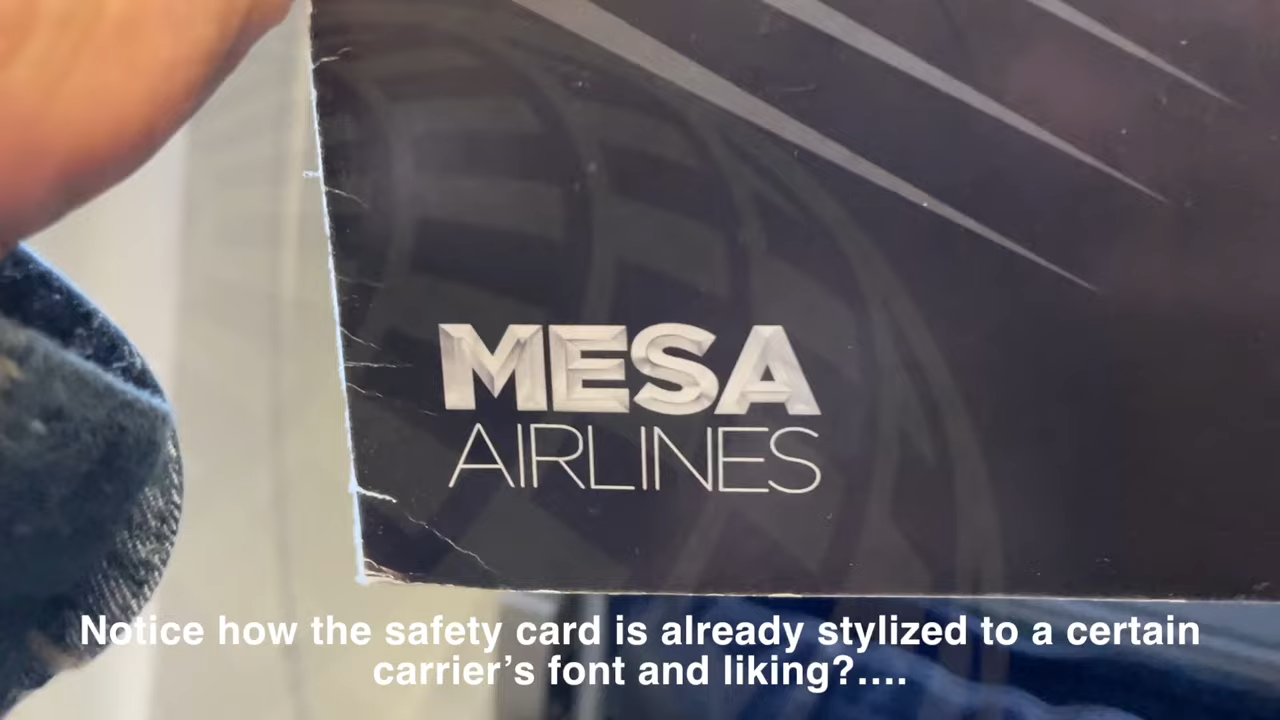 MESA
AIRLINES
Notice how the safety card is already stylized to a certain
carrier’s font and liking?....